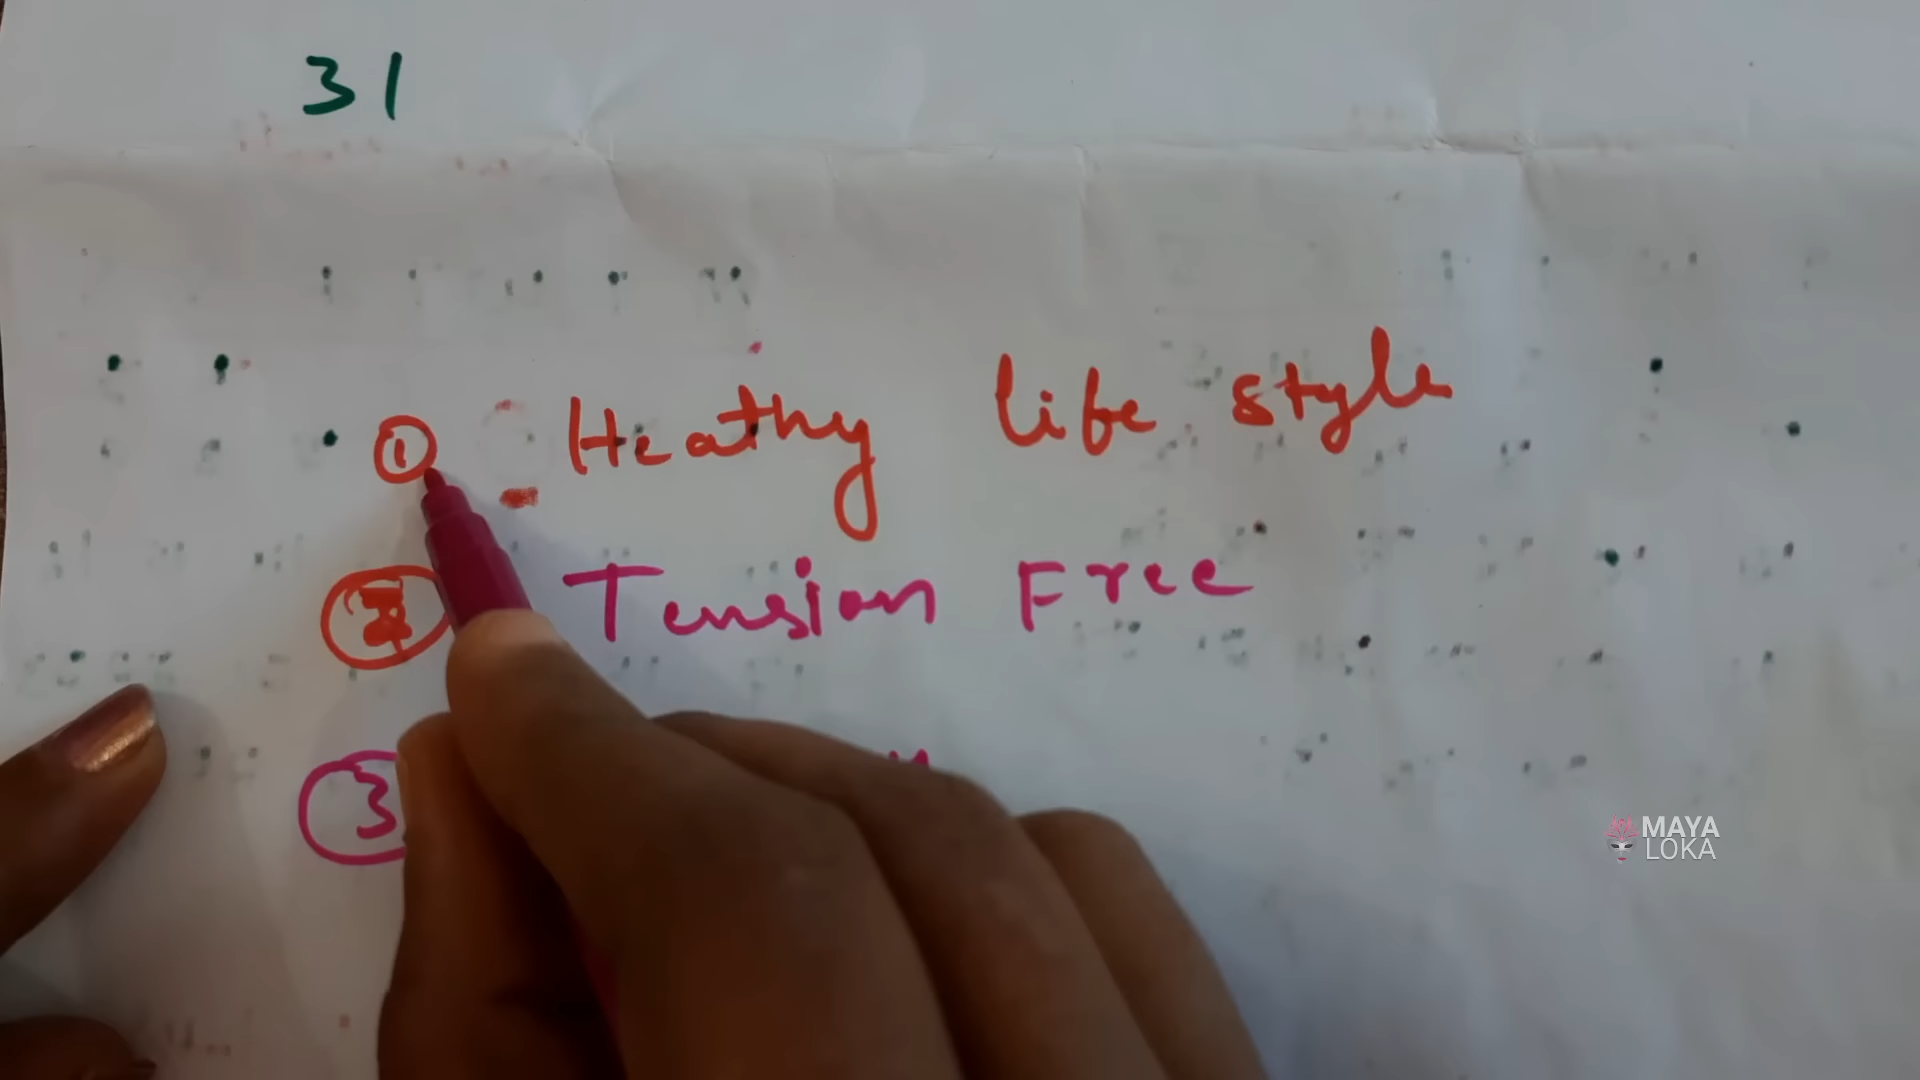 31
① Heathy life style
② Tension Free
③
MAYA
LOKA